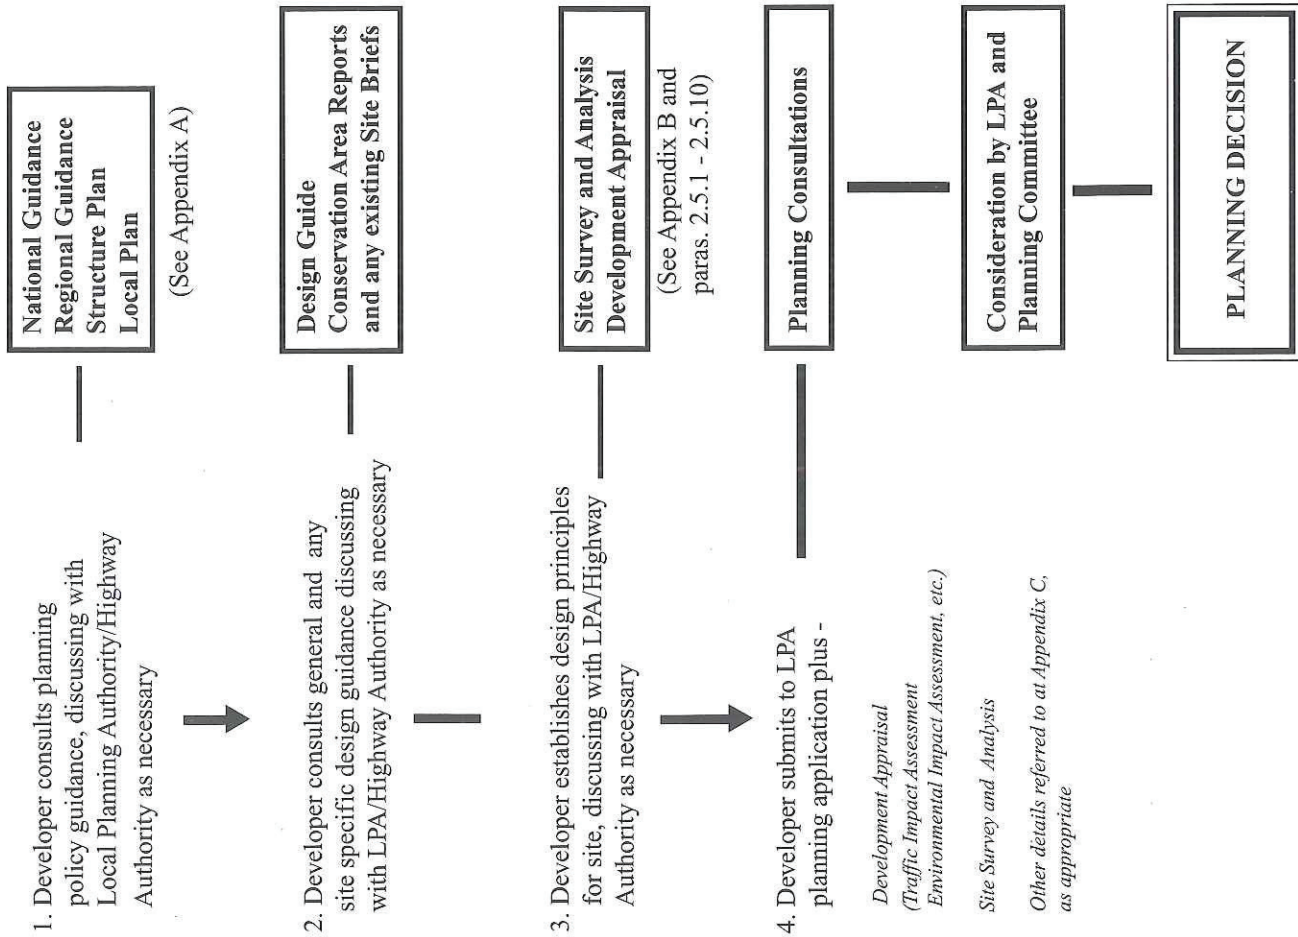 1. Developer consults planning
policy guidance, discussing with
Local Planning Authority/Highway
Authority as necessary
National Guidance
Regional Guidance
Structure Plan
Local Plan
(See Appendix A)
2. Developer consults general and any
site specific design guidance discussing
with LPA/Highway Authority as necessary
Design Guide
Conservation Area Reports
and any existing Site Briefs
3. Developer establishes design principles
for site, discussing with LPA/Highway
Authority as necessary
Site Survey and Analysis
Development Appraisal
(See Appendix B and
paras. 2.5.1 - 2.5.10)
4. Developer submits to LPA
planning application plus -
Planning Consultations
Development Appraisal
(Traffic Impact Assessment
Environmental Impact Assessment, etc.)
Site Survey and Analysis
Other details referred to at Appendix C,
as appropriate
Consideration by LPA and
Planning Committee
PLANNING DECISION